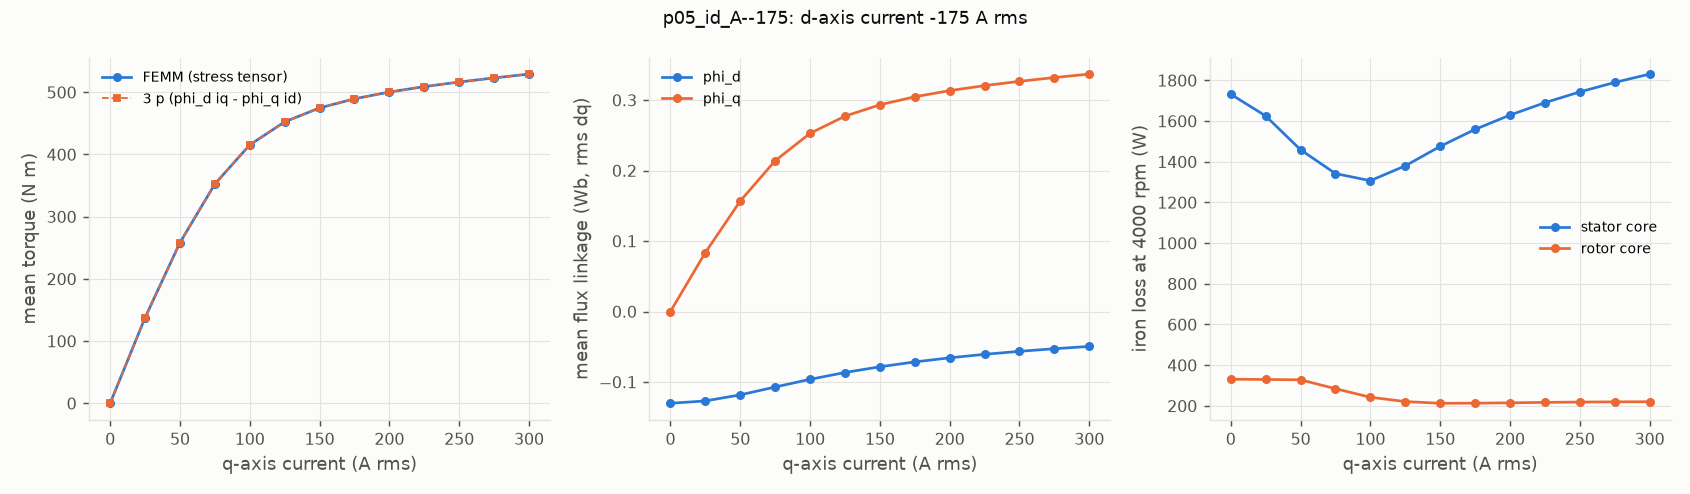 p05_id_A--175: d-axis current -175 A rms
mean torque (N m)
500
400
300
200
100
0
FEMM (stress tensor)
3 p (phi_d iq - phi_q id)
0 50 100 150 200 250 300
q-axis current (A rms)
mean flux linkage (Wb, rms dq)
0.3
0.2
0.1
0.0
−0.1
phi_d
phi_q
0 50 100 150 200 250 300
q-axis current (A rms)
iron loss at 4000 rpm (W)
1800
1600
1400
1200
1000
800
600
400
200
stator core
rotor core
0 50 100 150 200 250 300
q-axis current (A rms)